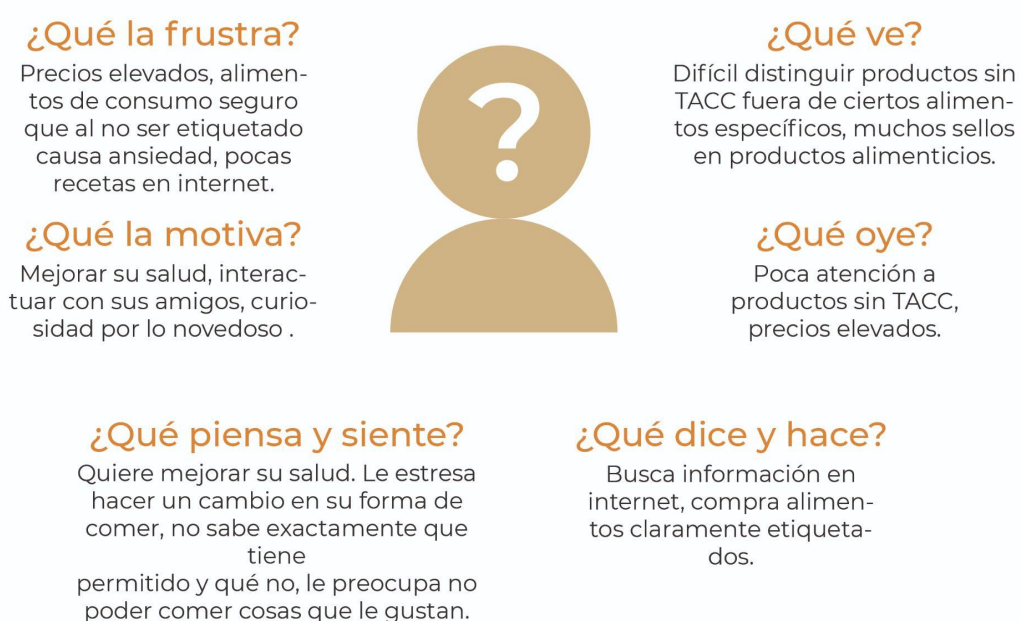 ¿Qué la frustra?
Precios elevados, alimen-
tos de consumo seguro
que al no ser etiquetado
causa ansiedad, pocas
recetas en internet.
¿Qué la motiva?
Mejorar su salud, interac-
tuar con sus amigos, curio-
sidad por lo novedoso .
?
¿Qué ve?
Difícil distinguir productos sin
TACC fuera de ciertos alimen-
tos específicos, muchos sellos
en productos alimenticios.
¿Qué oye?
Poca atención a
productos sin TACC,
precios elevados.
¿Qué piensa y siente?
Quiere mejorar su salud. Le estresa
hacer un cambio en su forma de
comer, no sabe exactamente que
tiene
permitido y qué no, le preocupa no
poder comer cosas que le gustan.
¿Qué dice y hace?
Busca información en
internet, compra alimen-
tos claramente etiqueta-
dos.